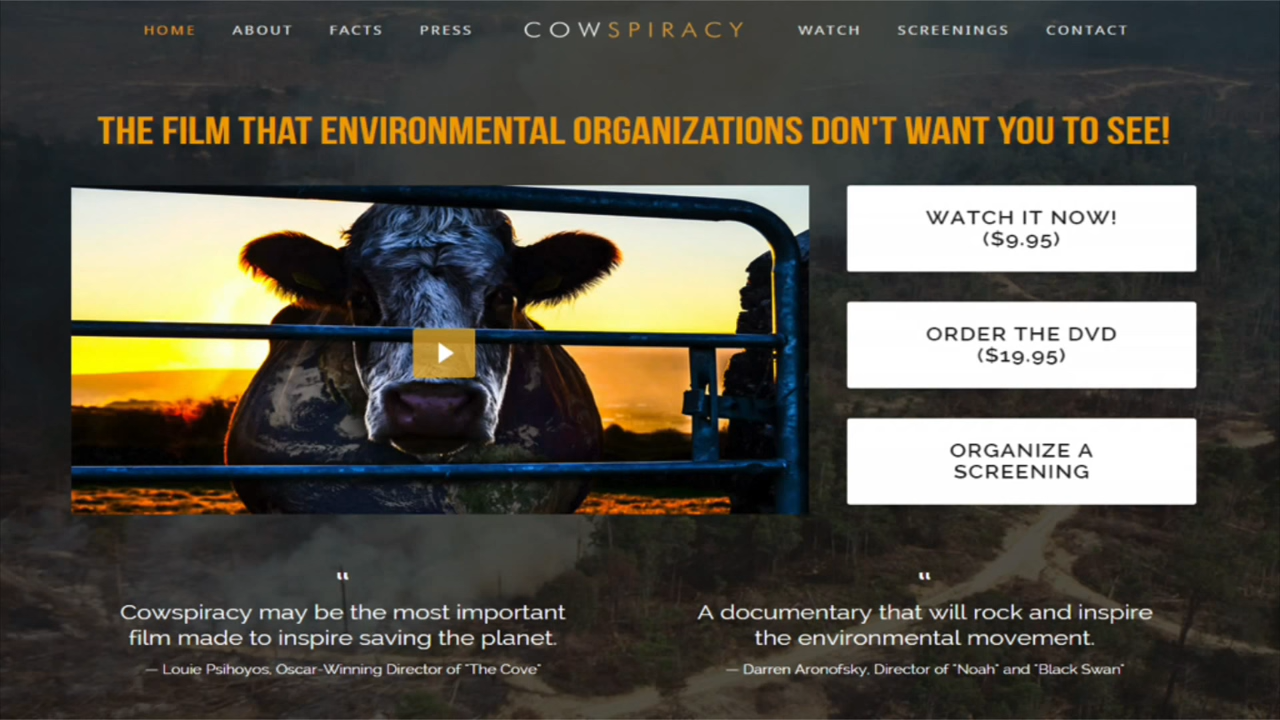 HOME ABOUT FACTS PRESS COWSPIRACY WATCH SCREENINGS CONTACT
THE FILM THAT ENVIRONMENTAL ORGANIZATIONS DON'T WANT YOU TO SEE!
WATCH IT NOW!
($9.95)
ORDER THE DVD
($19.95)
ORGANIZE A
SCREENING
“
Cowspiracy may be the most important
film made to inspire saving the planet.
— Louie Psihoyos, Oscar-Winning Director of "The Cove"
“
A documentary that will rock and inspire
the environmental movement.
— Darren Aronofsky, Director of "Noah" and "Black Swan"